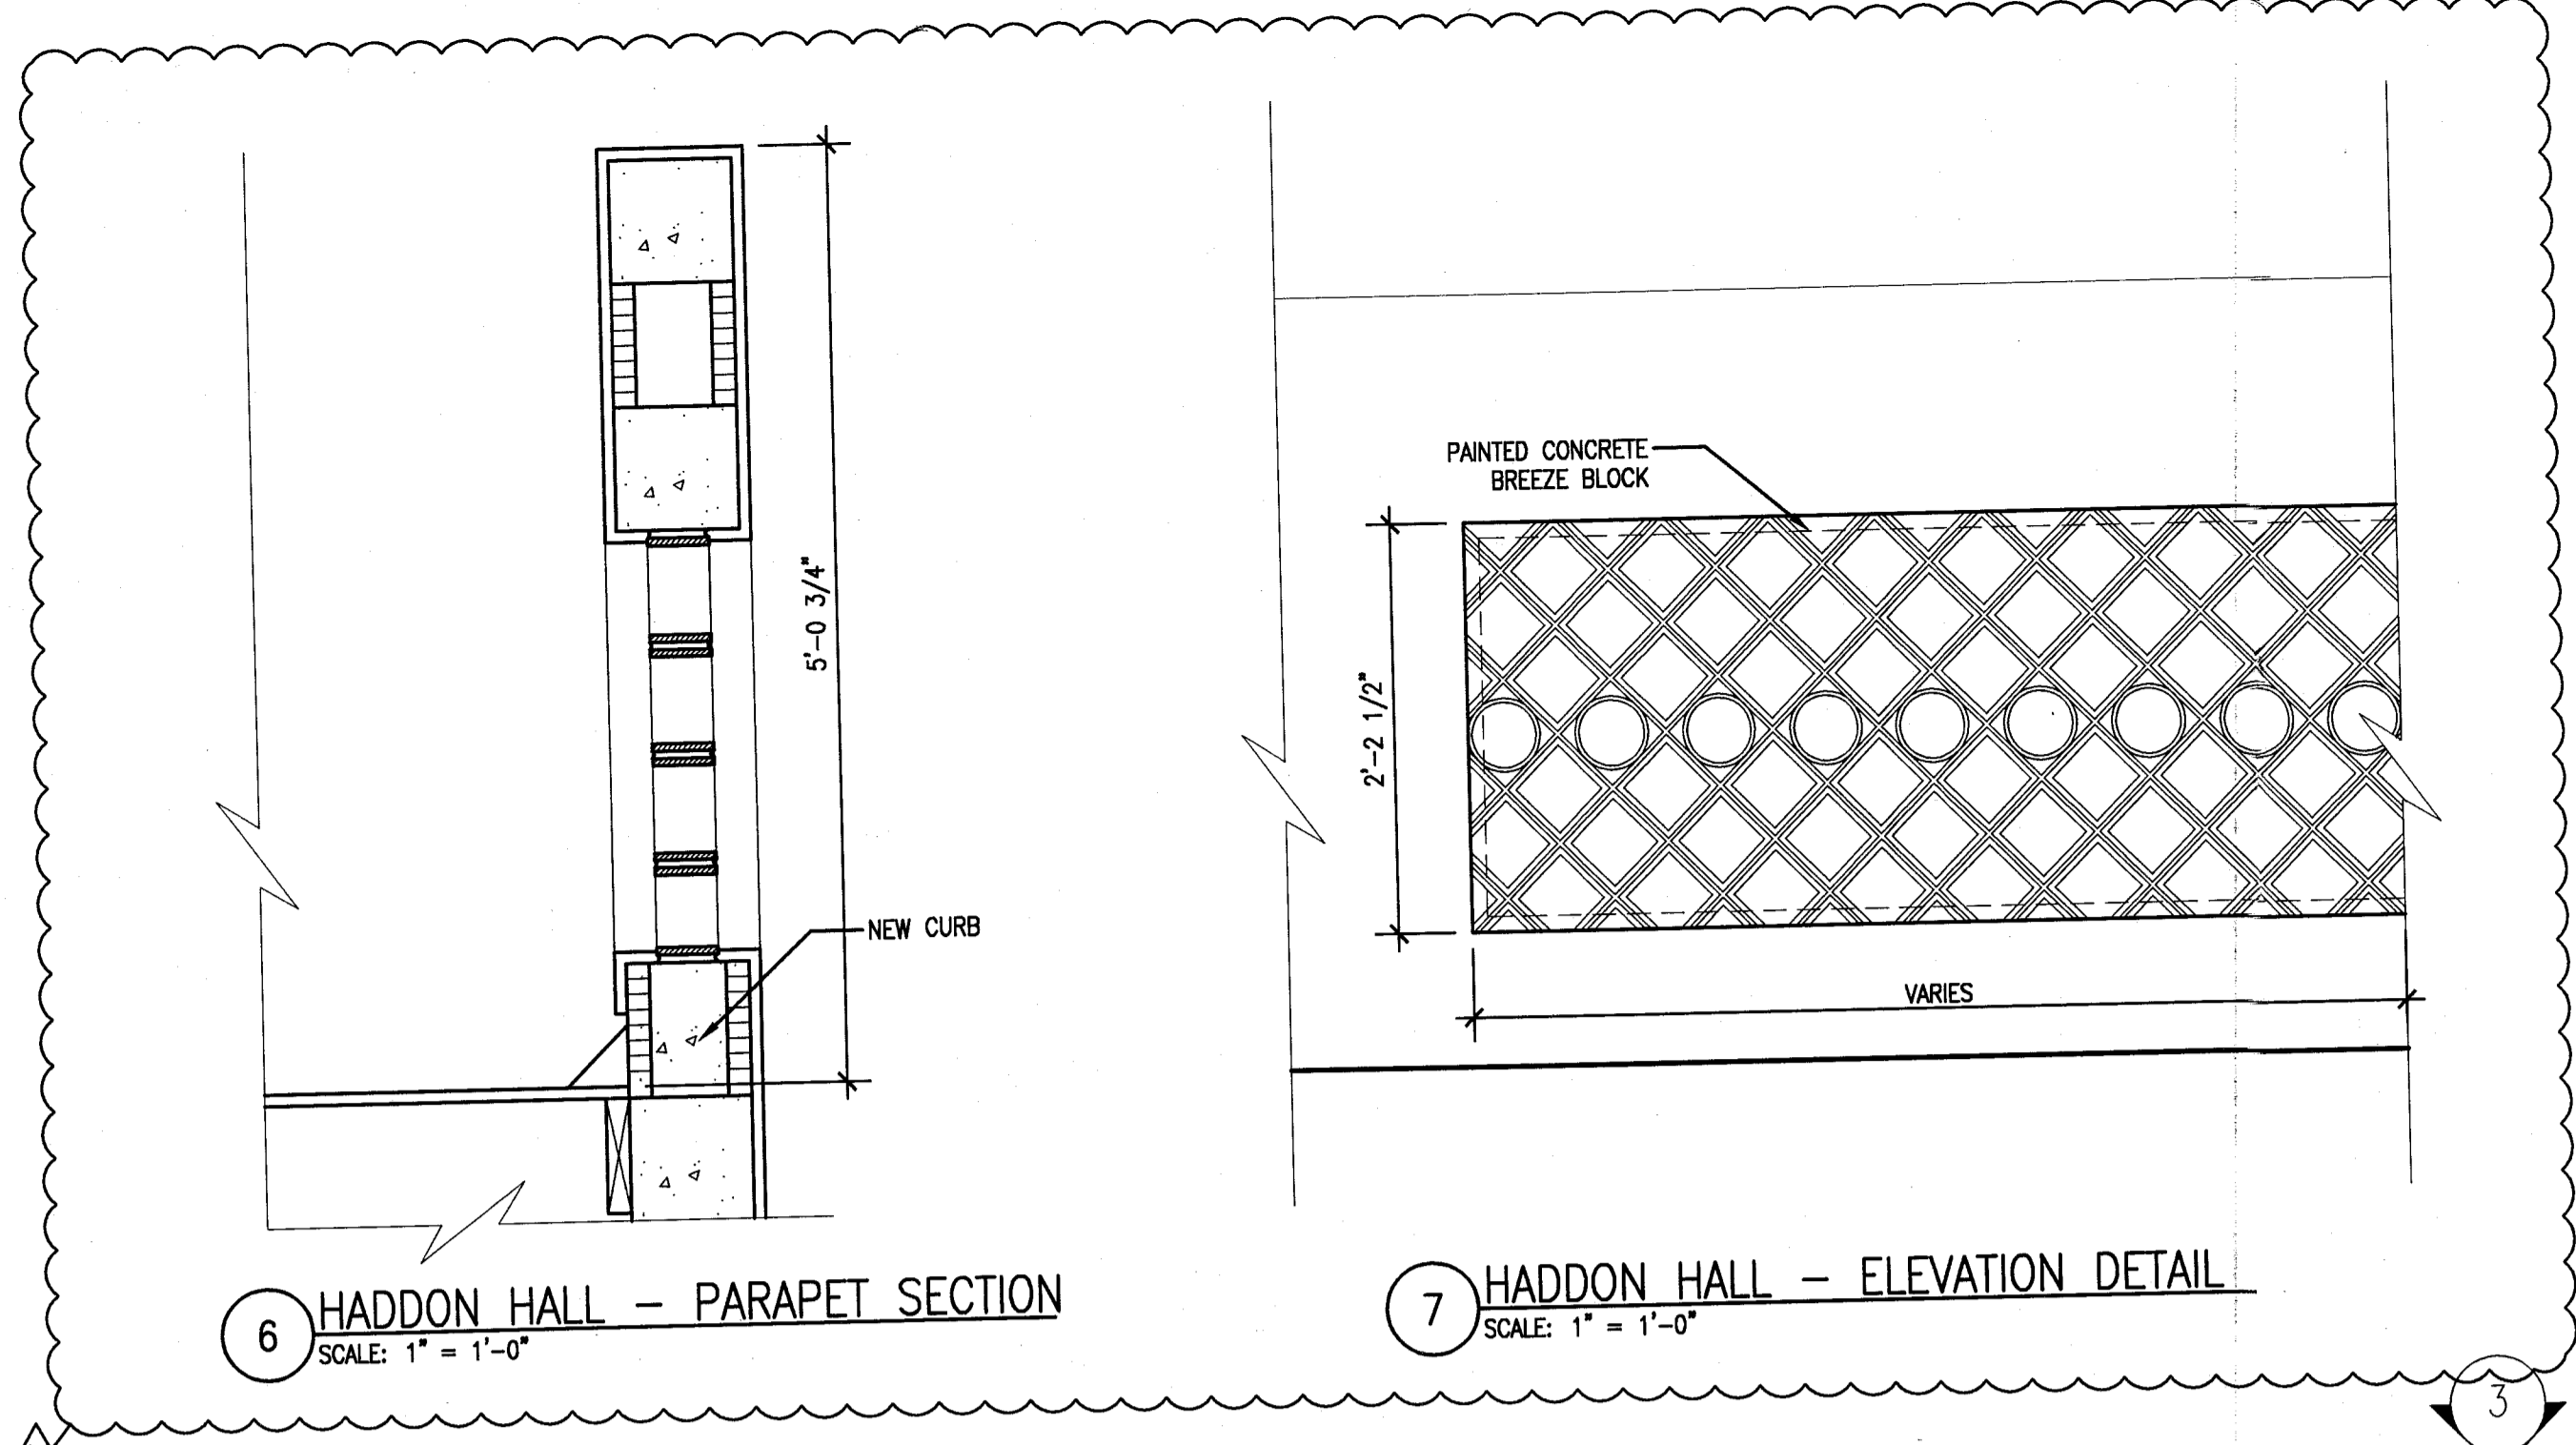 5'-0 3/4"
NEW CURB
6
HADDON HALL - PARAPET SECTION
SCALE: 1" = 1'-0"
PAINTED CONCRETE
BREEZE BLOCK
2'-2 1/2"
VARIES
7
HADDON HALL - ELEVATION DETAIL
SCALE: 1" = 1'-0"
3